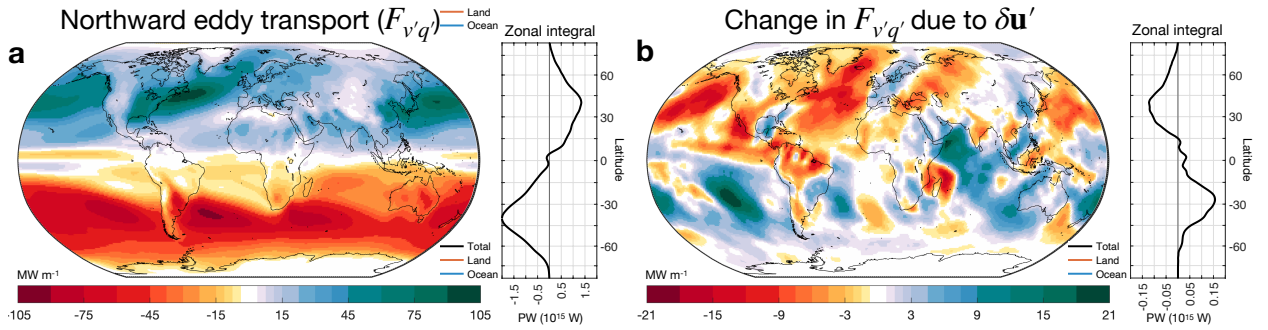 Northward eddy transport (F_{v'q'})
Land
Ocean
Zonal integral
a
60
30
0
-30
-60
Latitude
Total
Land
Ocean
MW m⁻¹
-105 -75 -45 -15 15 45 75 105
-1.5 -0.5 0.5 1.5
PW (10¹⁵ W)
Change in F_{v'q'} due to δu′
Zonal integral
b
60
30
0
-30
-60
Latitude
Total
Land
Ocean
MW m⁻¹
-21 -15 -9 -3 3 9 15 21
-0.15 -0.05 0.05 0.15
PW (10¹⁵ W)